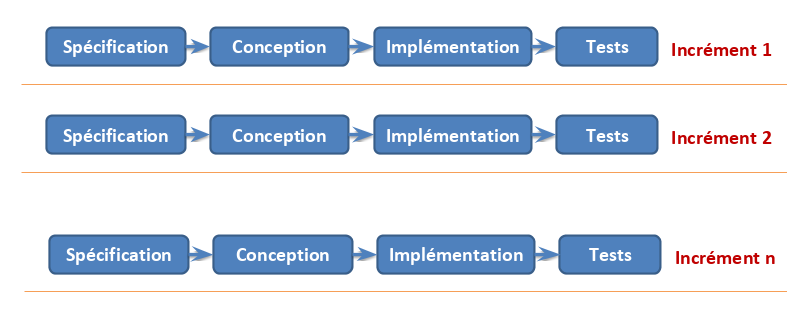 Spécification Conception Implémentation Tests Incrément 1
Spécification Conception Implémentation Tests Incrément 2
Spécification Conception Implémentation Tests Incrément n